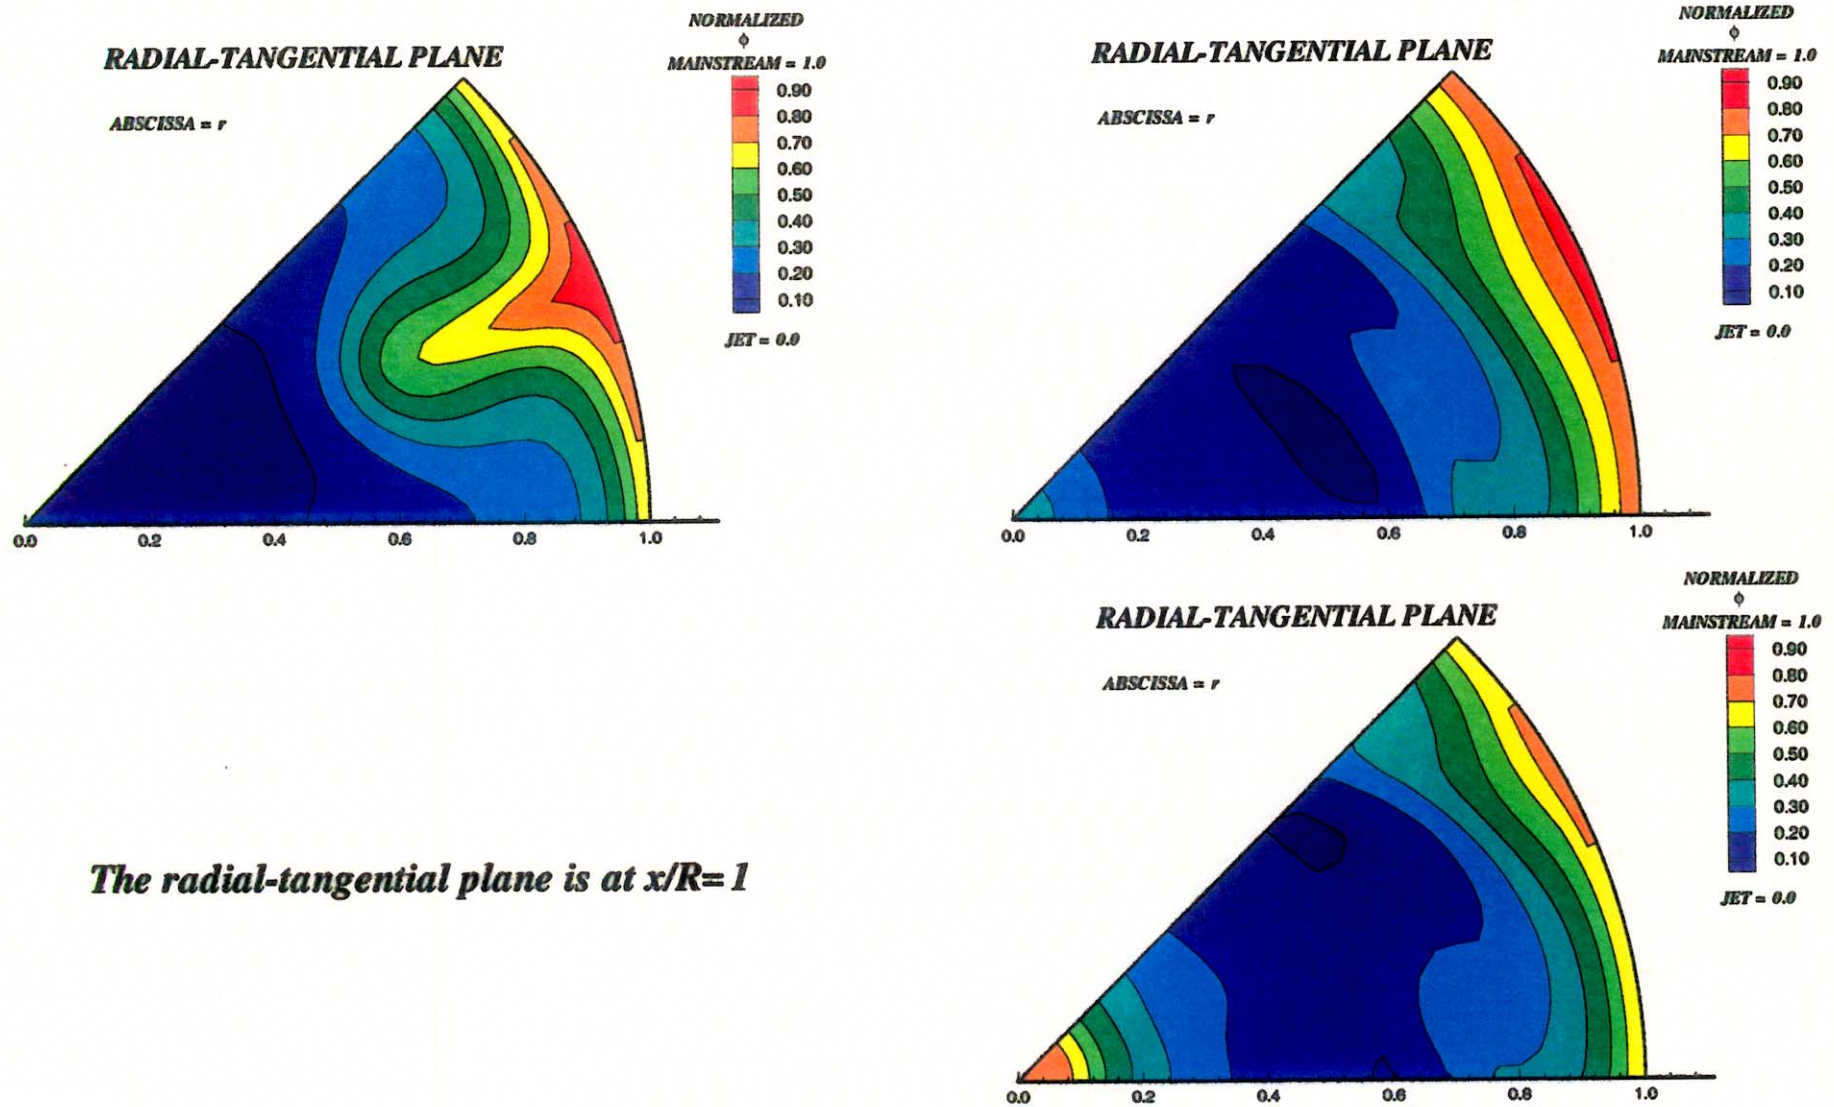 NORMALIZED
ϕ
MAINSTREAM = 1.0
RADIAL-TANGENTIAL PLANE
ABSCISSA = r
0.90
0.80
0.70
0.60
0.50
0.40
0.30
0.20
0.10
JET = 0.0
0.0 0.2 0.4 0.6 0.8 1.0
NORMALIZED
ϕ
MAINSTREAM = 1.0
RADIAL-TANGENTIAL PLANE
ABSCISSA = r
0.90
0.80
0.70
0.60
0.50
0.40
0.30
0.20
0.10
JET = 0.0
0.0 0.2 0.4 0.6 0.8 1.0
NORMALIZED
ϕ
MAINSTREAM = 1.0
RADIAL-TANGENTIAL PLANE
ABSCISSA = r
0.90
0.80
0.70
0.60
0.50
0.40
0.30
0.20
0.10
JET = 0.0
0.0 0.2 0.4 0.6 0.8 1.0
The radial-tangential plane is at x/R=1